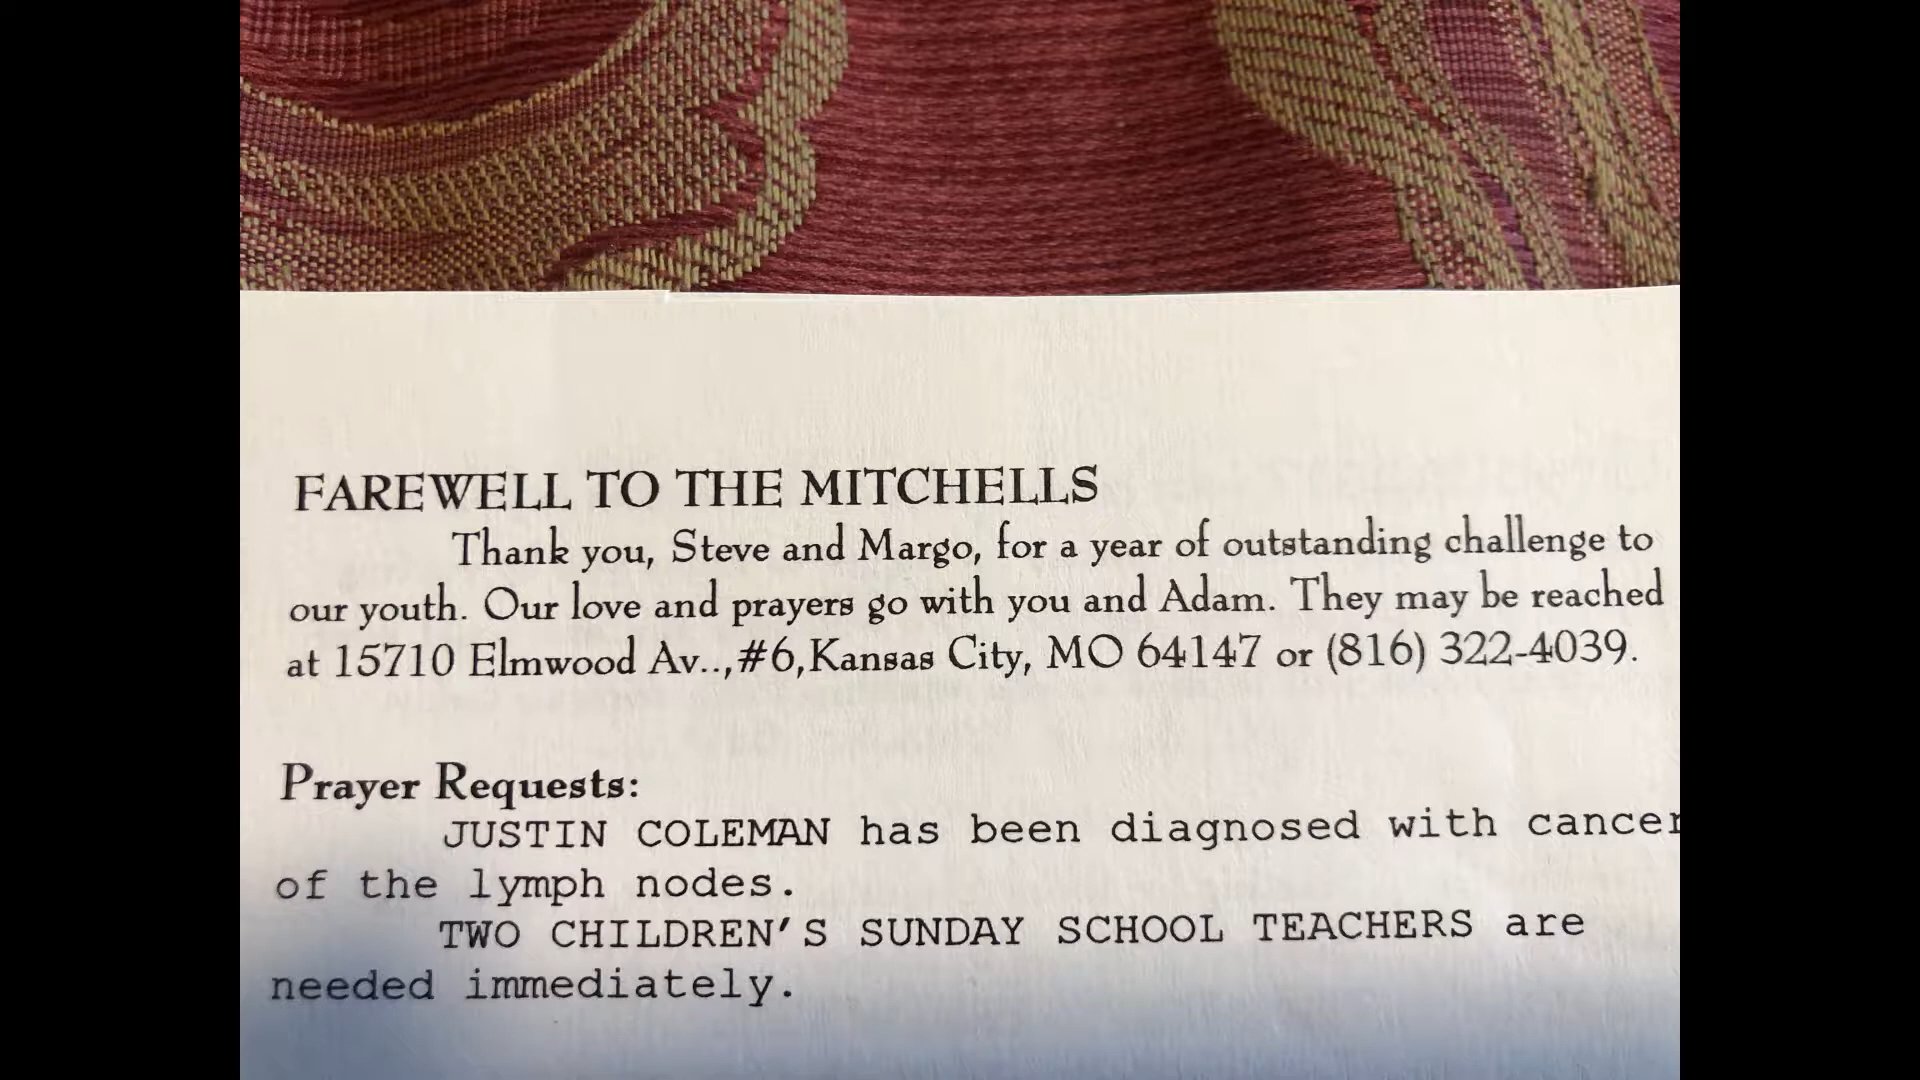 FAREWELL TO THE MITCHELLS
Thank you, Steve and Margo, for a year of outstanding challenge to
our youth. Our love and prayers go with you and Adam. They may be reached
at 15710 Elmwood Av..,#6,Kansas City, MO 64147 or (816) 322-4039.
Prayer Requests:
JUSTIN COLEMAN has been diagnosed with cancer
of the lymph nodes.
TWO CHILDREN'S SUNDAY SCHOOL TEACHERS are
needed immediately.